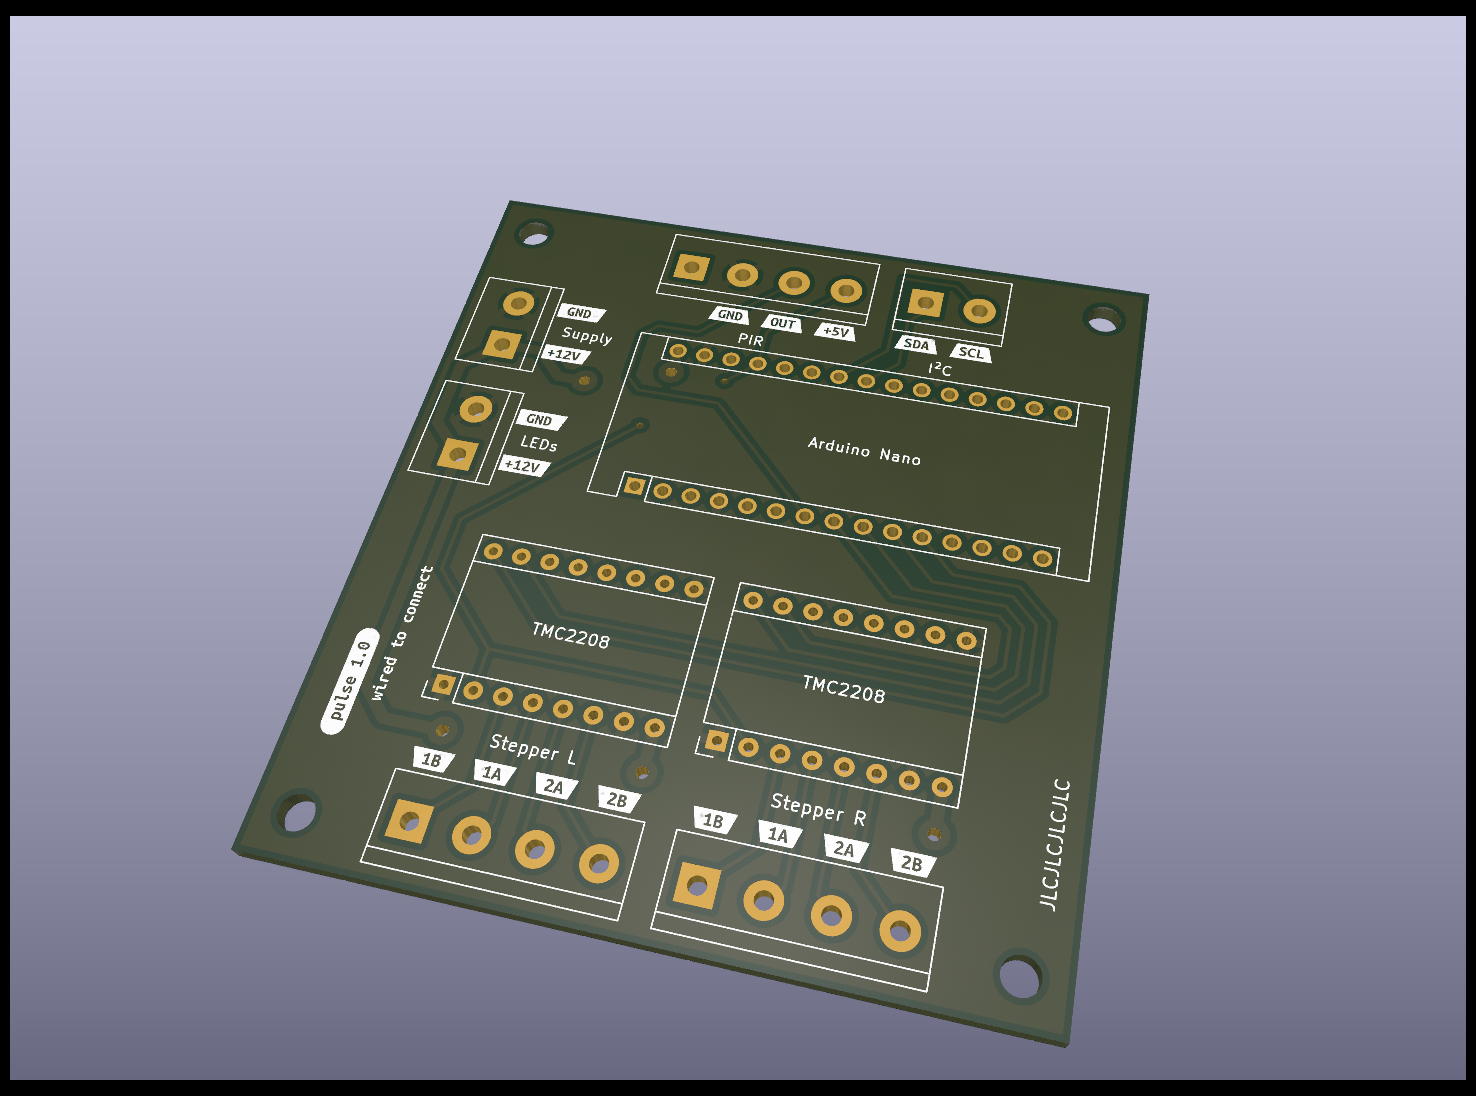 GND OUT +5V
PIR
SDA SCL
I²C
GND
Supply
+12V
GND
LEDs
+12V
Arduino Nano
TMC2208
TMC2208
wired to connect
pulse 1.0
Stepper L
1B 1A 2A 2B
Stepper R
1B 1A 2A 2B
JLCJLCJLCJLC